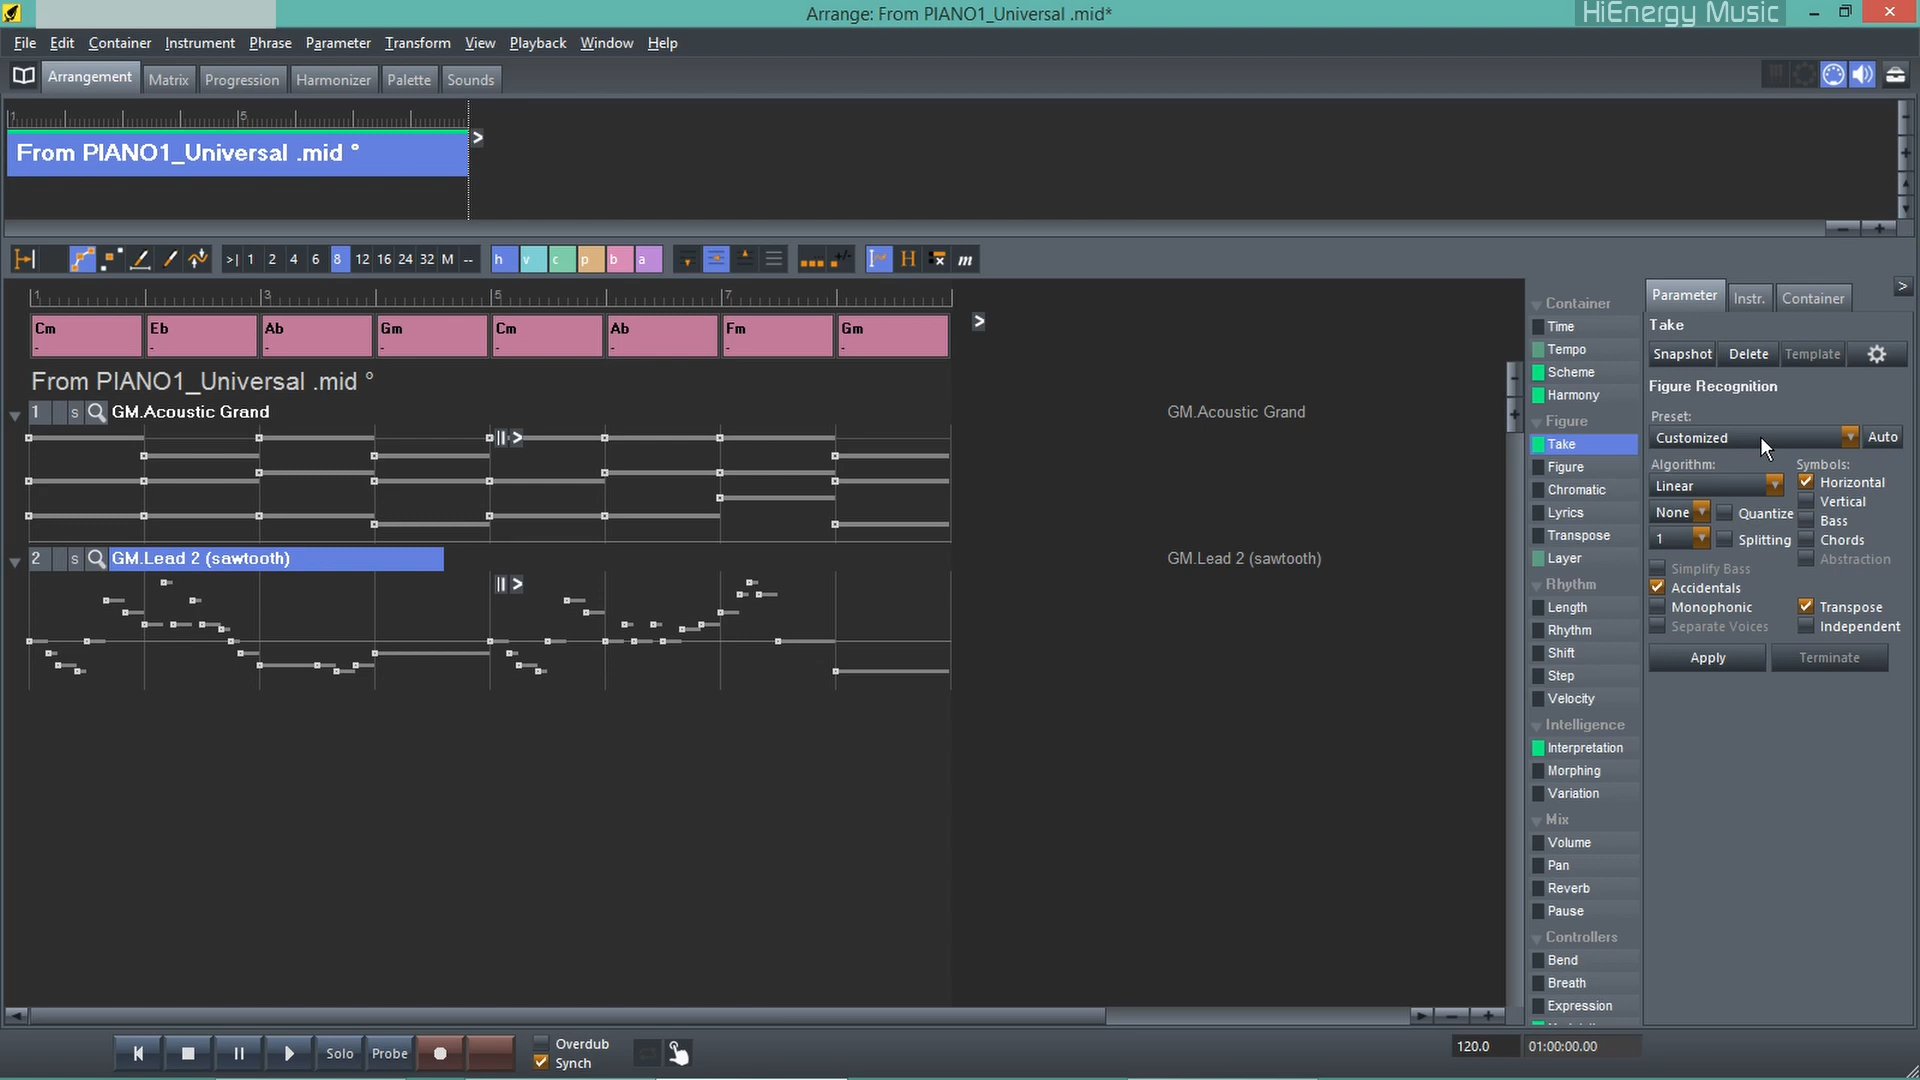 Arrange: From PIANO1_Universal .mid*
HiEnergy Music
File Edit Container Instrument Phrase Parameter Transform View Playback Window Help
Arrangement Matrix Progression Harmonizer Palette Sounds
1 5
From PIANO1_Universal .mid °
>| 1 2 4 6 8 12 16 24 32 M -- h v c p b a H m
1 3 5 7
Cm Eb Ab Gm Cm Ab Fm Gm
From PIANO1_Universal .mid °
1 s GM.Acoustic Grand
GM.Acoustic Grand
2 s GM.Lead 2 (sawtooth)
GM.Lead 2 (sawtooth)
Container
Time
Tempo
Scheme
Harmony
Figure
Take
Figure
Chromatic
Lyrics
Transpose
Layer
Rhythm
Length
Rhythm
Shift
Step
Velocity
Intelligence
Interpretation
Morphing
Variation
Mix
Volume
Pan
Reverb
Pause
Controllers
Bend
Breath
Expression
Parameter Instr. Container
Take
Snapshot Delete Template
Figure Recognition
Preset:
Customized Auto
Algorithm: Symbols:
Linear Horizontal
Vertical
None Quantize
Bass
1 Splitting Chords
Abstraction
Simplify Bass
Accidentals
Monophonic Transpose
Separate Voices Independent
Apply Terminate
Solo Probe
Overdub
Synch
120.0 01:00:00.00